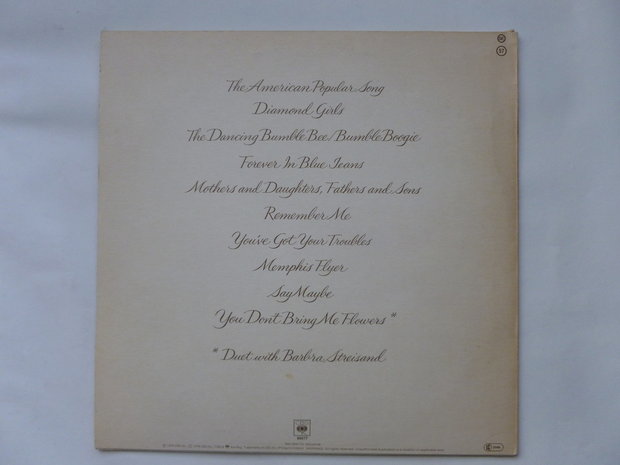 The American Popular Song
Diamond Girls
The Dancing Bumble Bee/Bumble Boogie
Forever In Blue Jeans
Mothers and Daughters, Fathers and Sons
Remember Me
You've Got Your Troubles
Memphis Flyer
Say Maybe
You Don't Bring Me Flowers *
* Duet with Barbra Streisand